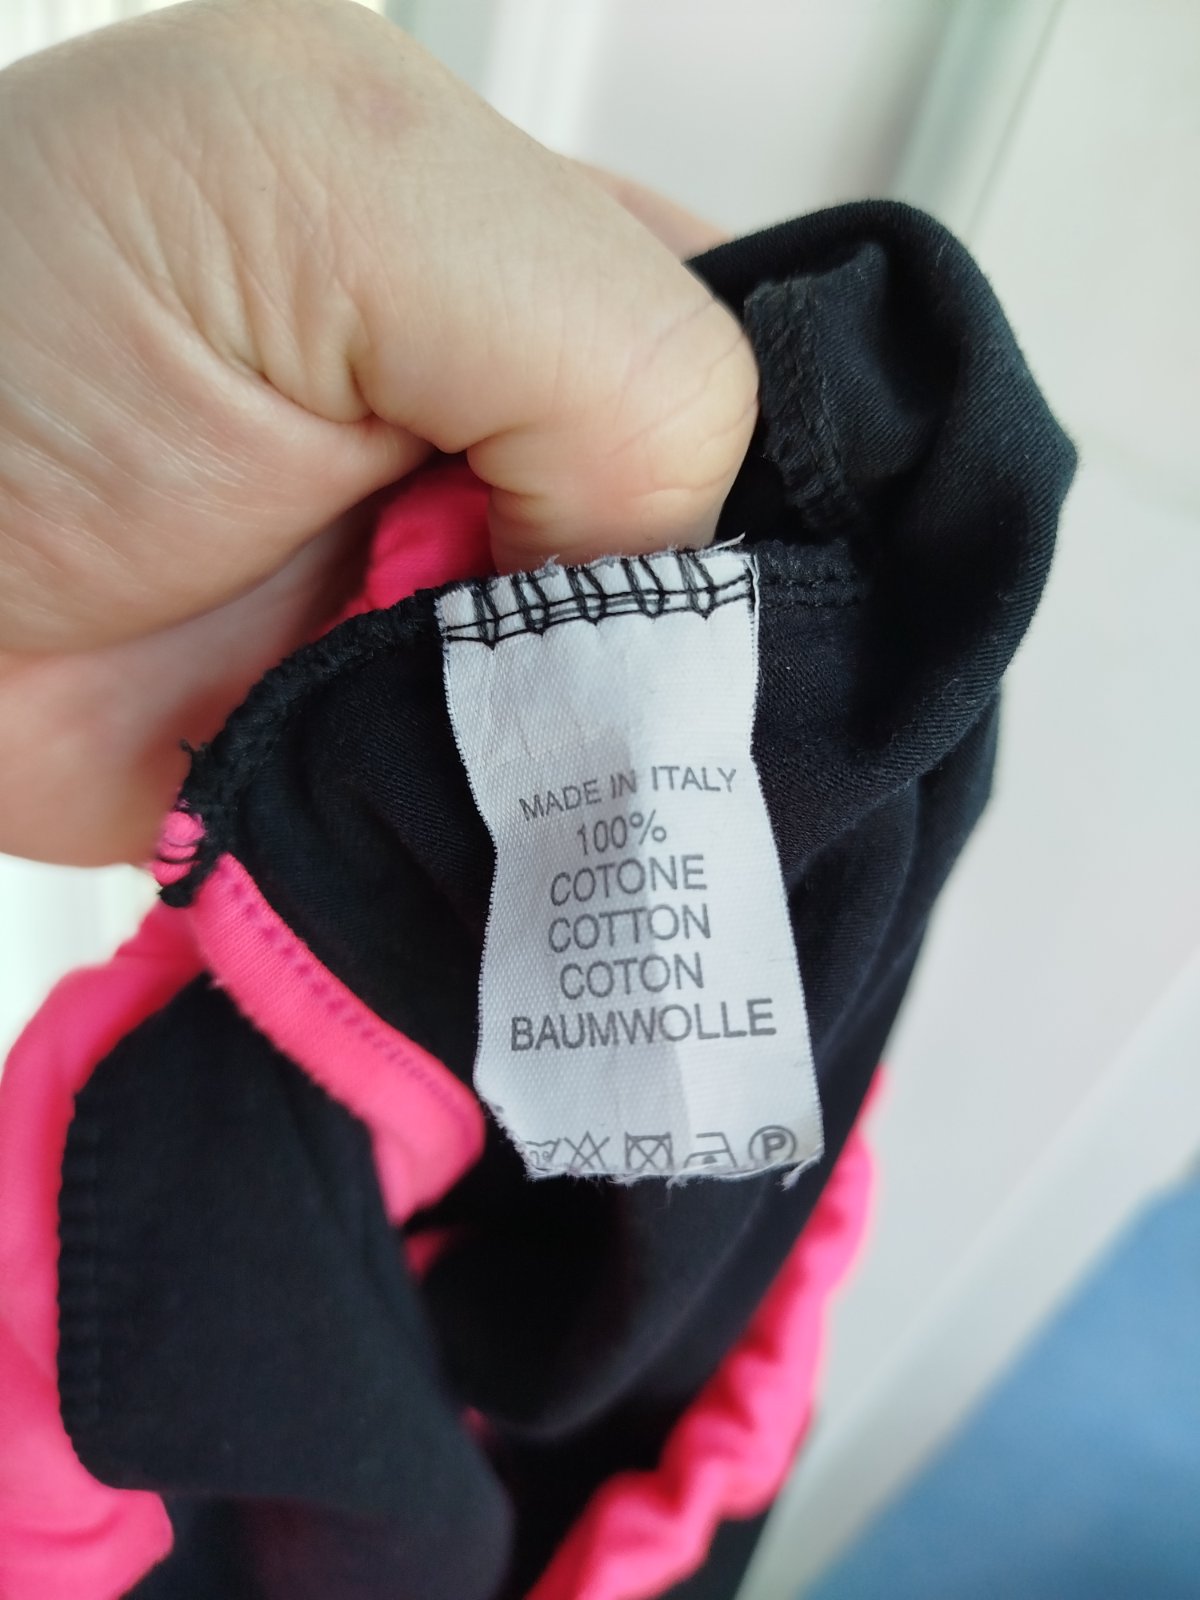 MADE IN ITALY
100%
COTONE
COTTON
COTON
BAUMWOLLE
P